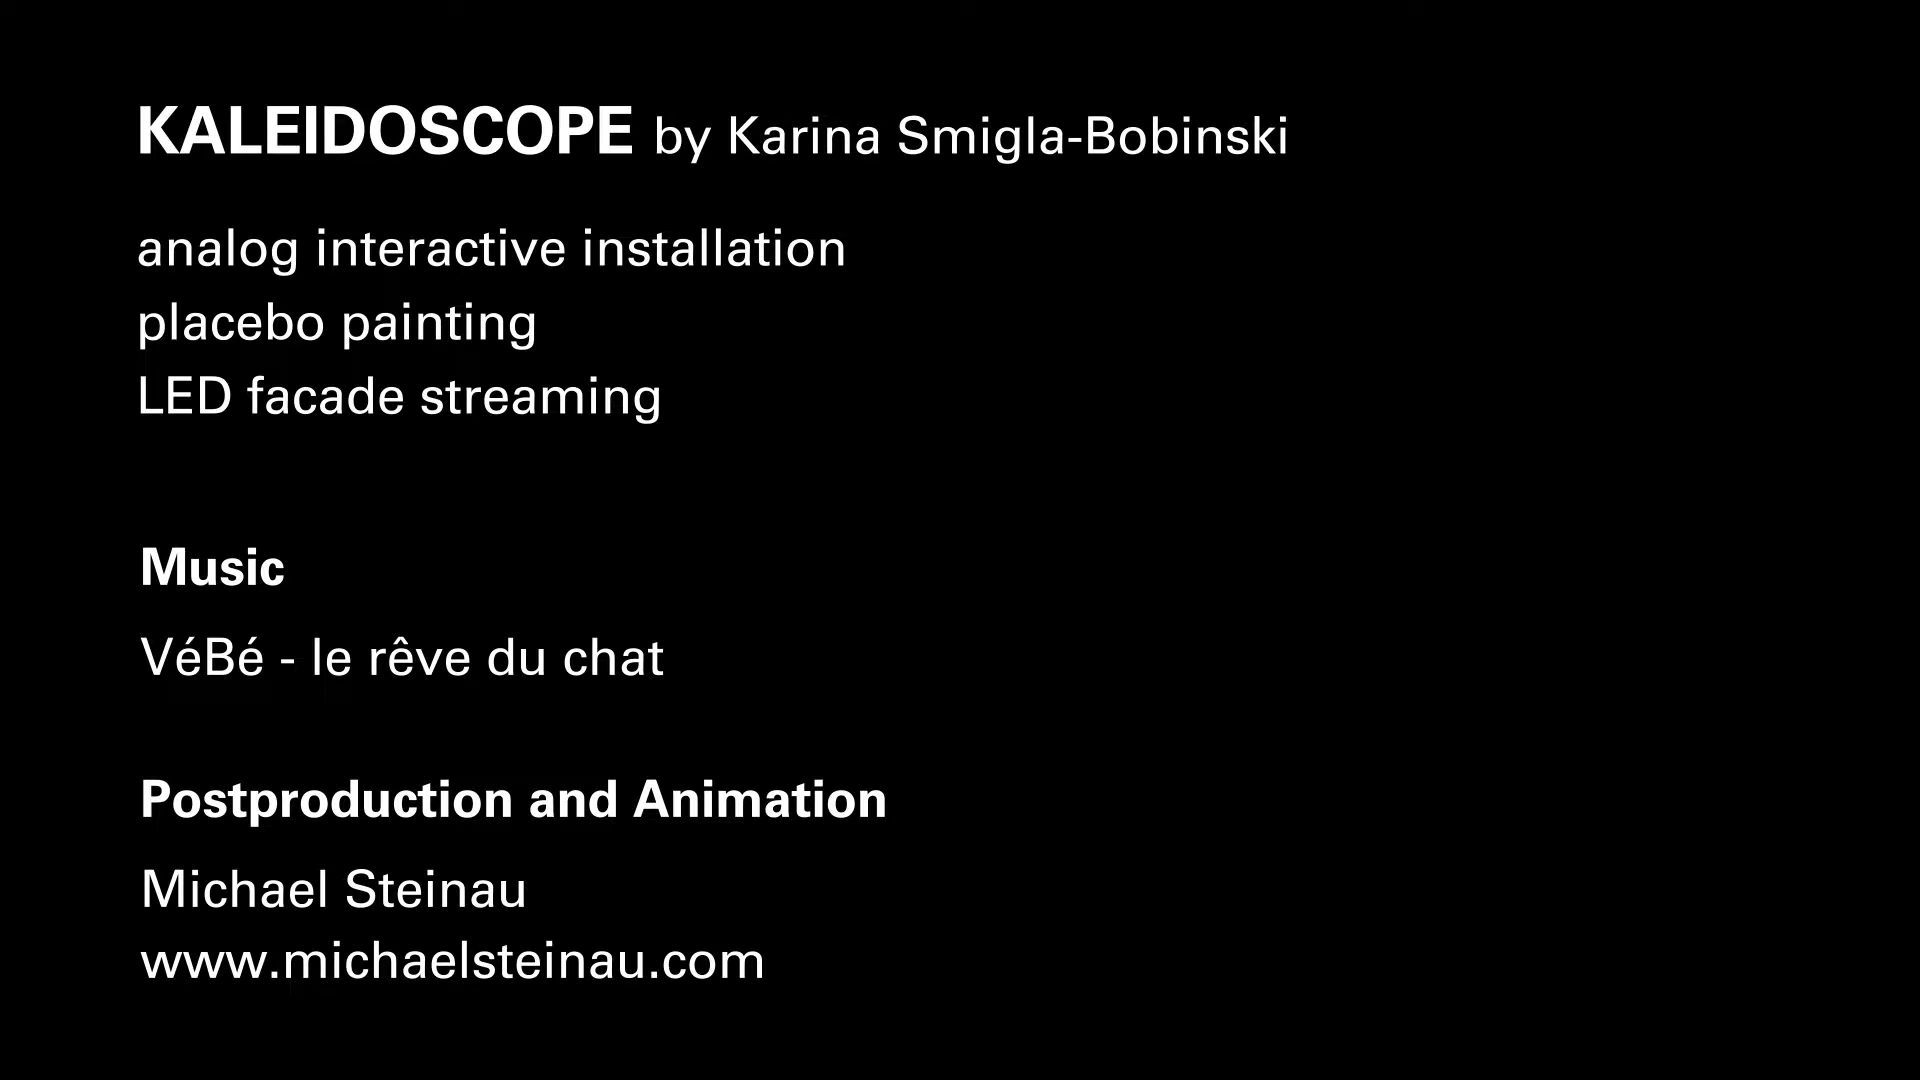 KALEIDOSCOPE by Karina Smigla-Bobinski
analog interactive installation
placebo painting
LED facade streaming
Music
VéBé - le rêve du chat
Postproduction and Animation
Michael Steinau
www.michaelsteinau.com